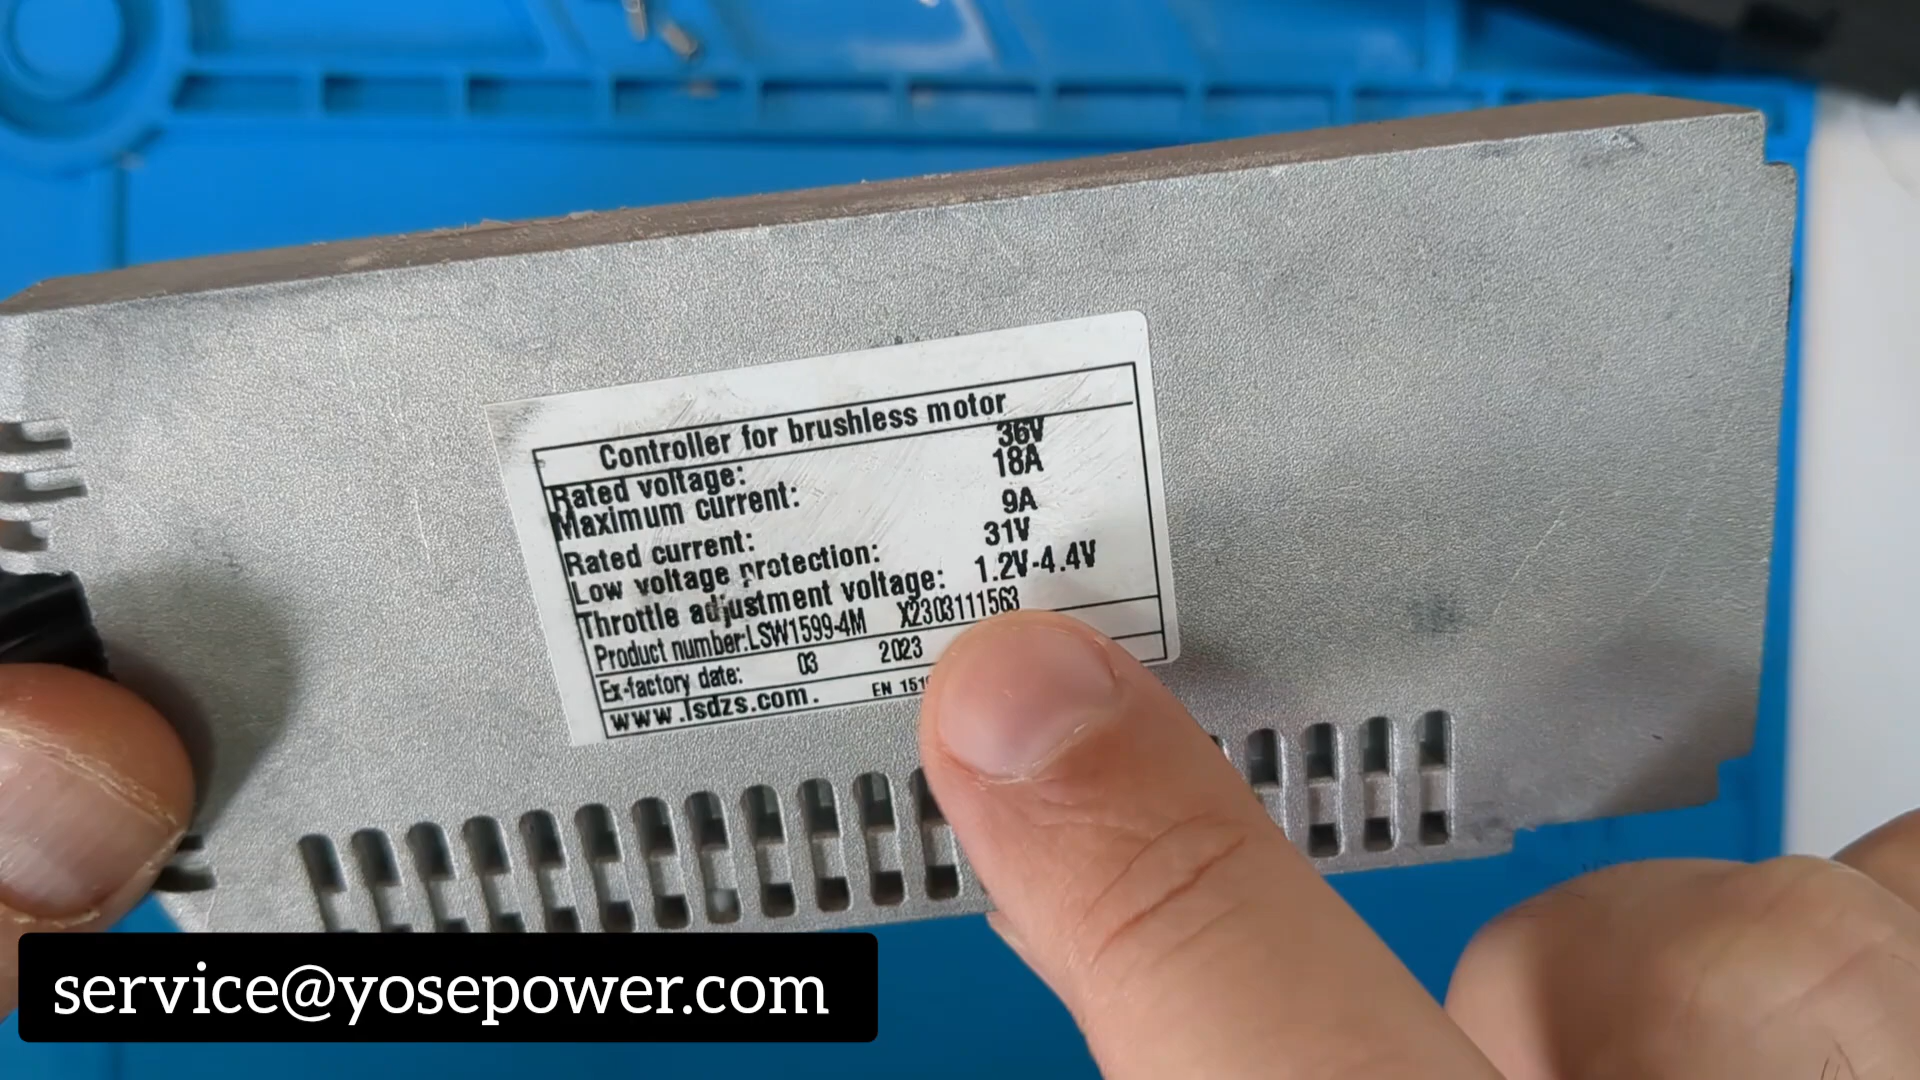 Controller for brushless motor
Rated voltage: 36V
Maximum current: 18A
Rated current: 9A
Low voltage protection: 31V
Throttle adjustment voltage: 1.2V-4.4V
Product number:LSW1599-4M X2303111563
Ex-factory date: 03 2023
www.lsdzs.com. EN
service@yosepower.com